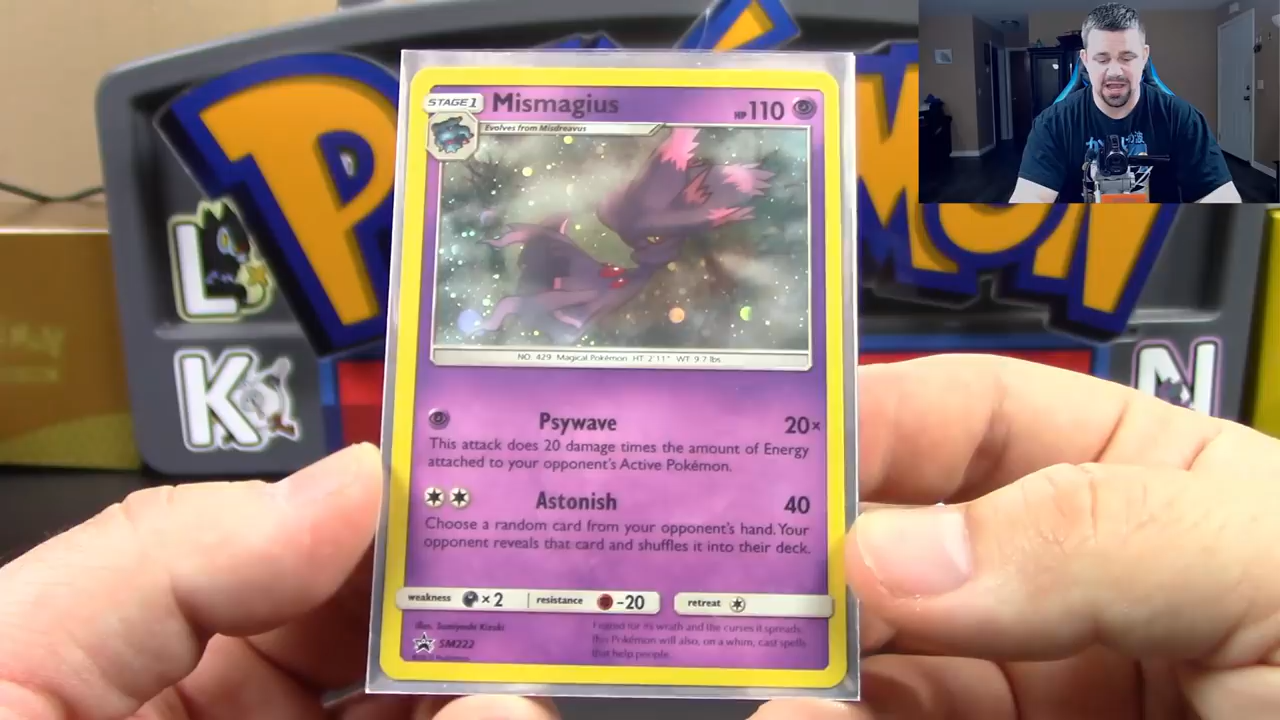 POKÉMON
L
K
N
STAGE 1 Mismagius HP 110
Evolves from Misdreavus
NO. 429 Magical Pokémon HT: 2'11" WT: 9.7 lbs.
Psywave 20×
This attack does 20 damage times the amount of Energy
attached to your opponent's Active Pokémon.
Astonish 40
Choose a random card from your opponent's hand. Your
opponent reveals that card and shuffles it into their deck.
weakness ×2 resistance -20 retreat
illus. Sumiyoshi Kizuki
SM222
Feared for its wrath and the curses it spreads,
this Pokémon will also, on a whim, cast spells
that help people.